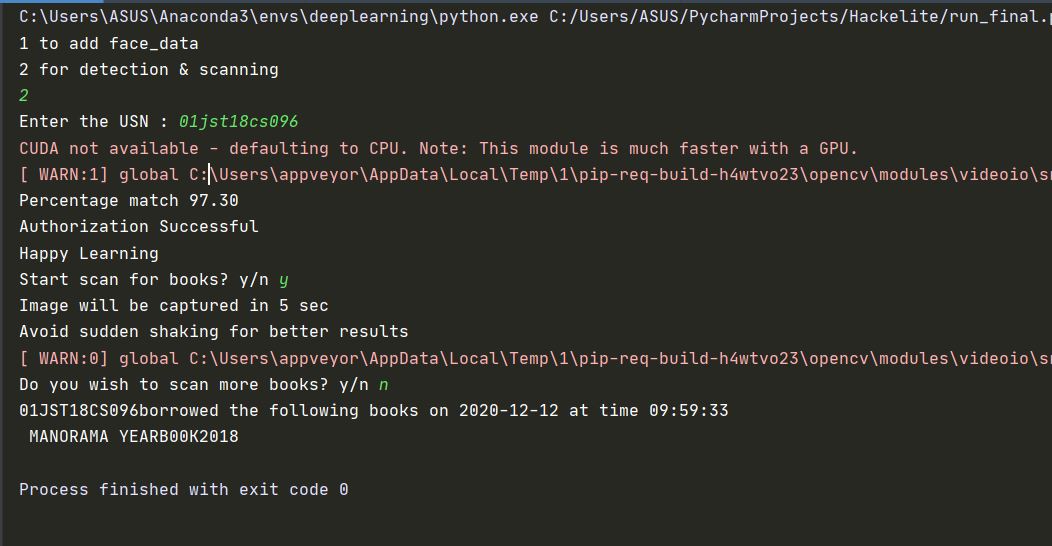 C:\Users\ASUS\Anaconda3\envs\deeplearning\python.exe C:/Users/ASUS/PycharmProjects/Hackelite/run_final.
1 to add face_data
2 for detection & scanning
2
Enter the USN : 01jst18cs096
CUDA not available - defaulting to CPU. Note: This module is much faster with a GPU.
[ WARN:1] global C:\Users\appveyor\AppData\Local\Temp\1\pip-req-build-h4wtvo23\opencv\modules\videoio\s
Percentage match 97.30
Authorization Successful
Happy Learning
Start scan for books? y/n y
Image will be captured in 5 sec
Avoid sudden shaking for better results
[ WARN:0] global C:\Users\appveyor\AppData\Local\Temp\1\pip-req-build-h4wtvo23\opencv\modules\videoio\s
Do you wish to scan more books? y/n n
01JST18CS096borrowed the following books on 2020-12-12 at time 09:59:33
MANORAMA YEARB00K2018
Process finished with exit code 0